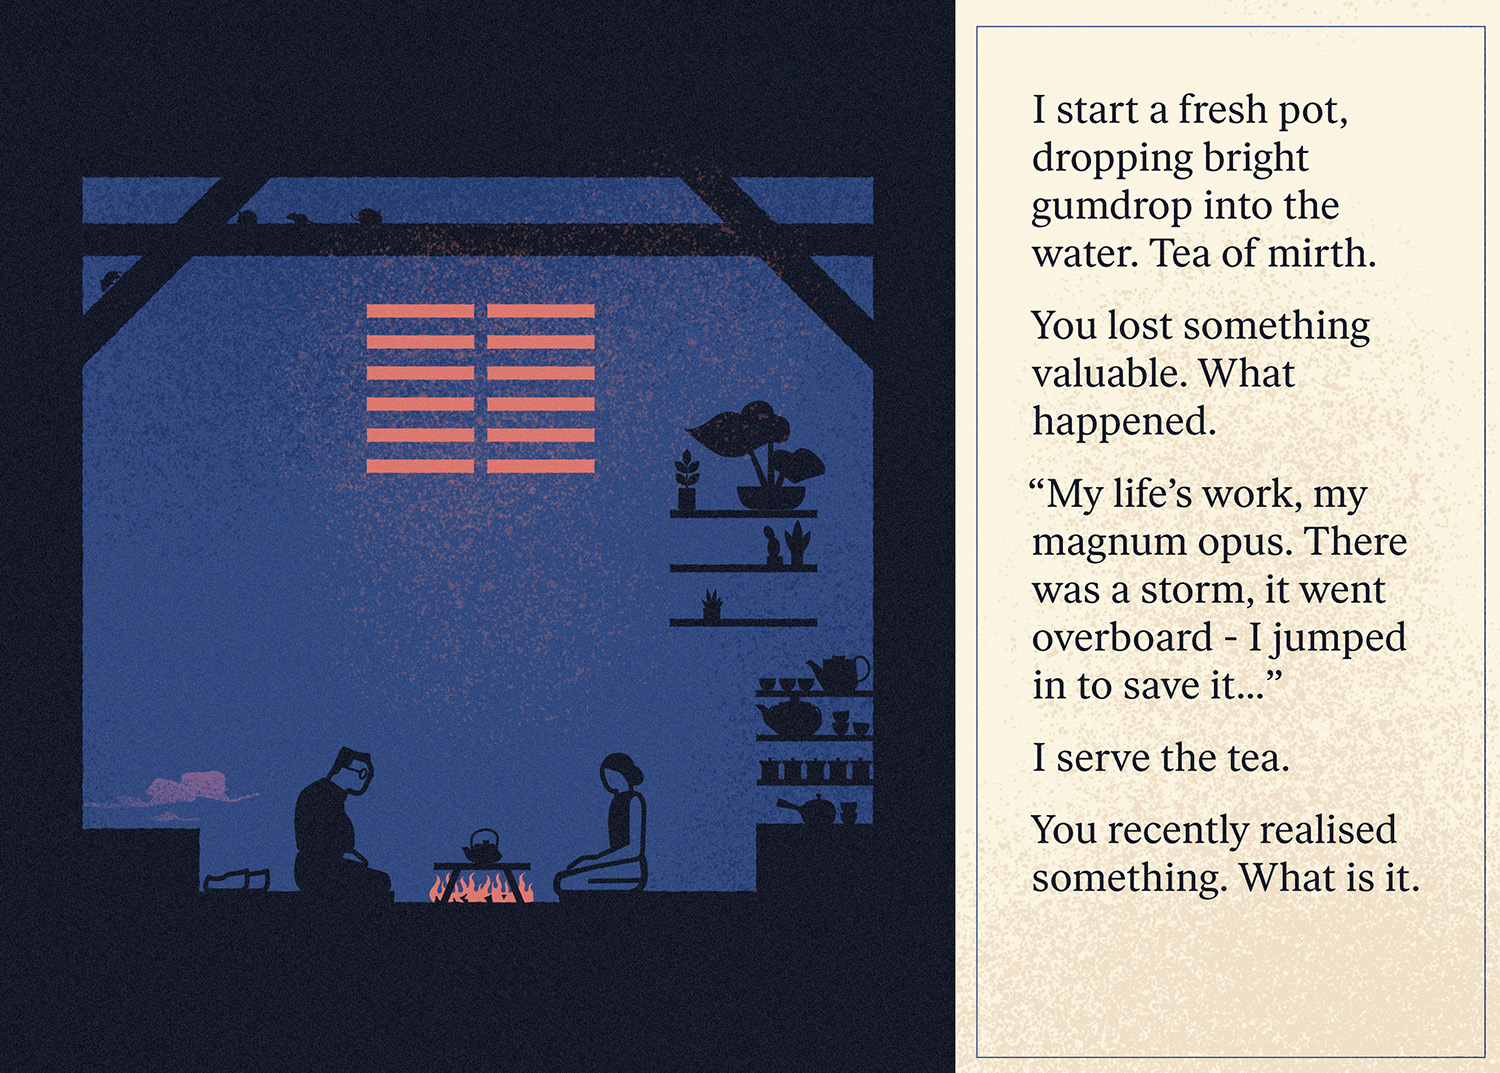 I start a fresh pot,
dropping bright
gumdrop into the
water. Tea of mirth.
You lost something
valuable. What
happened.
“My life’s work, my
magnum opus. There
was a storm, it went
overboard - I jumped
in to save it...”
I serve the tea.
You recently realised
something. What is it.